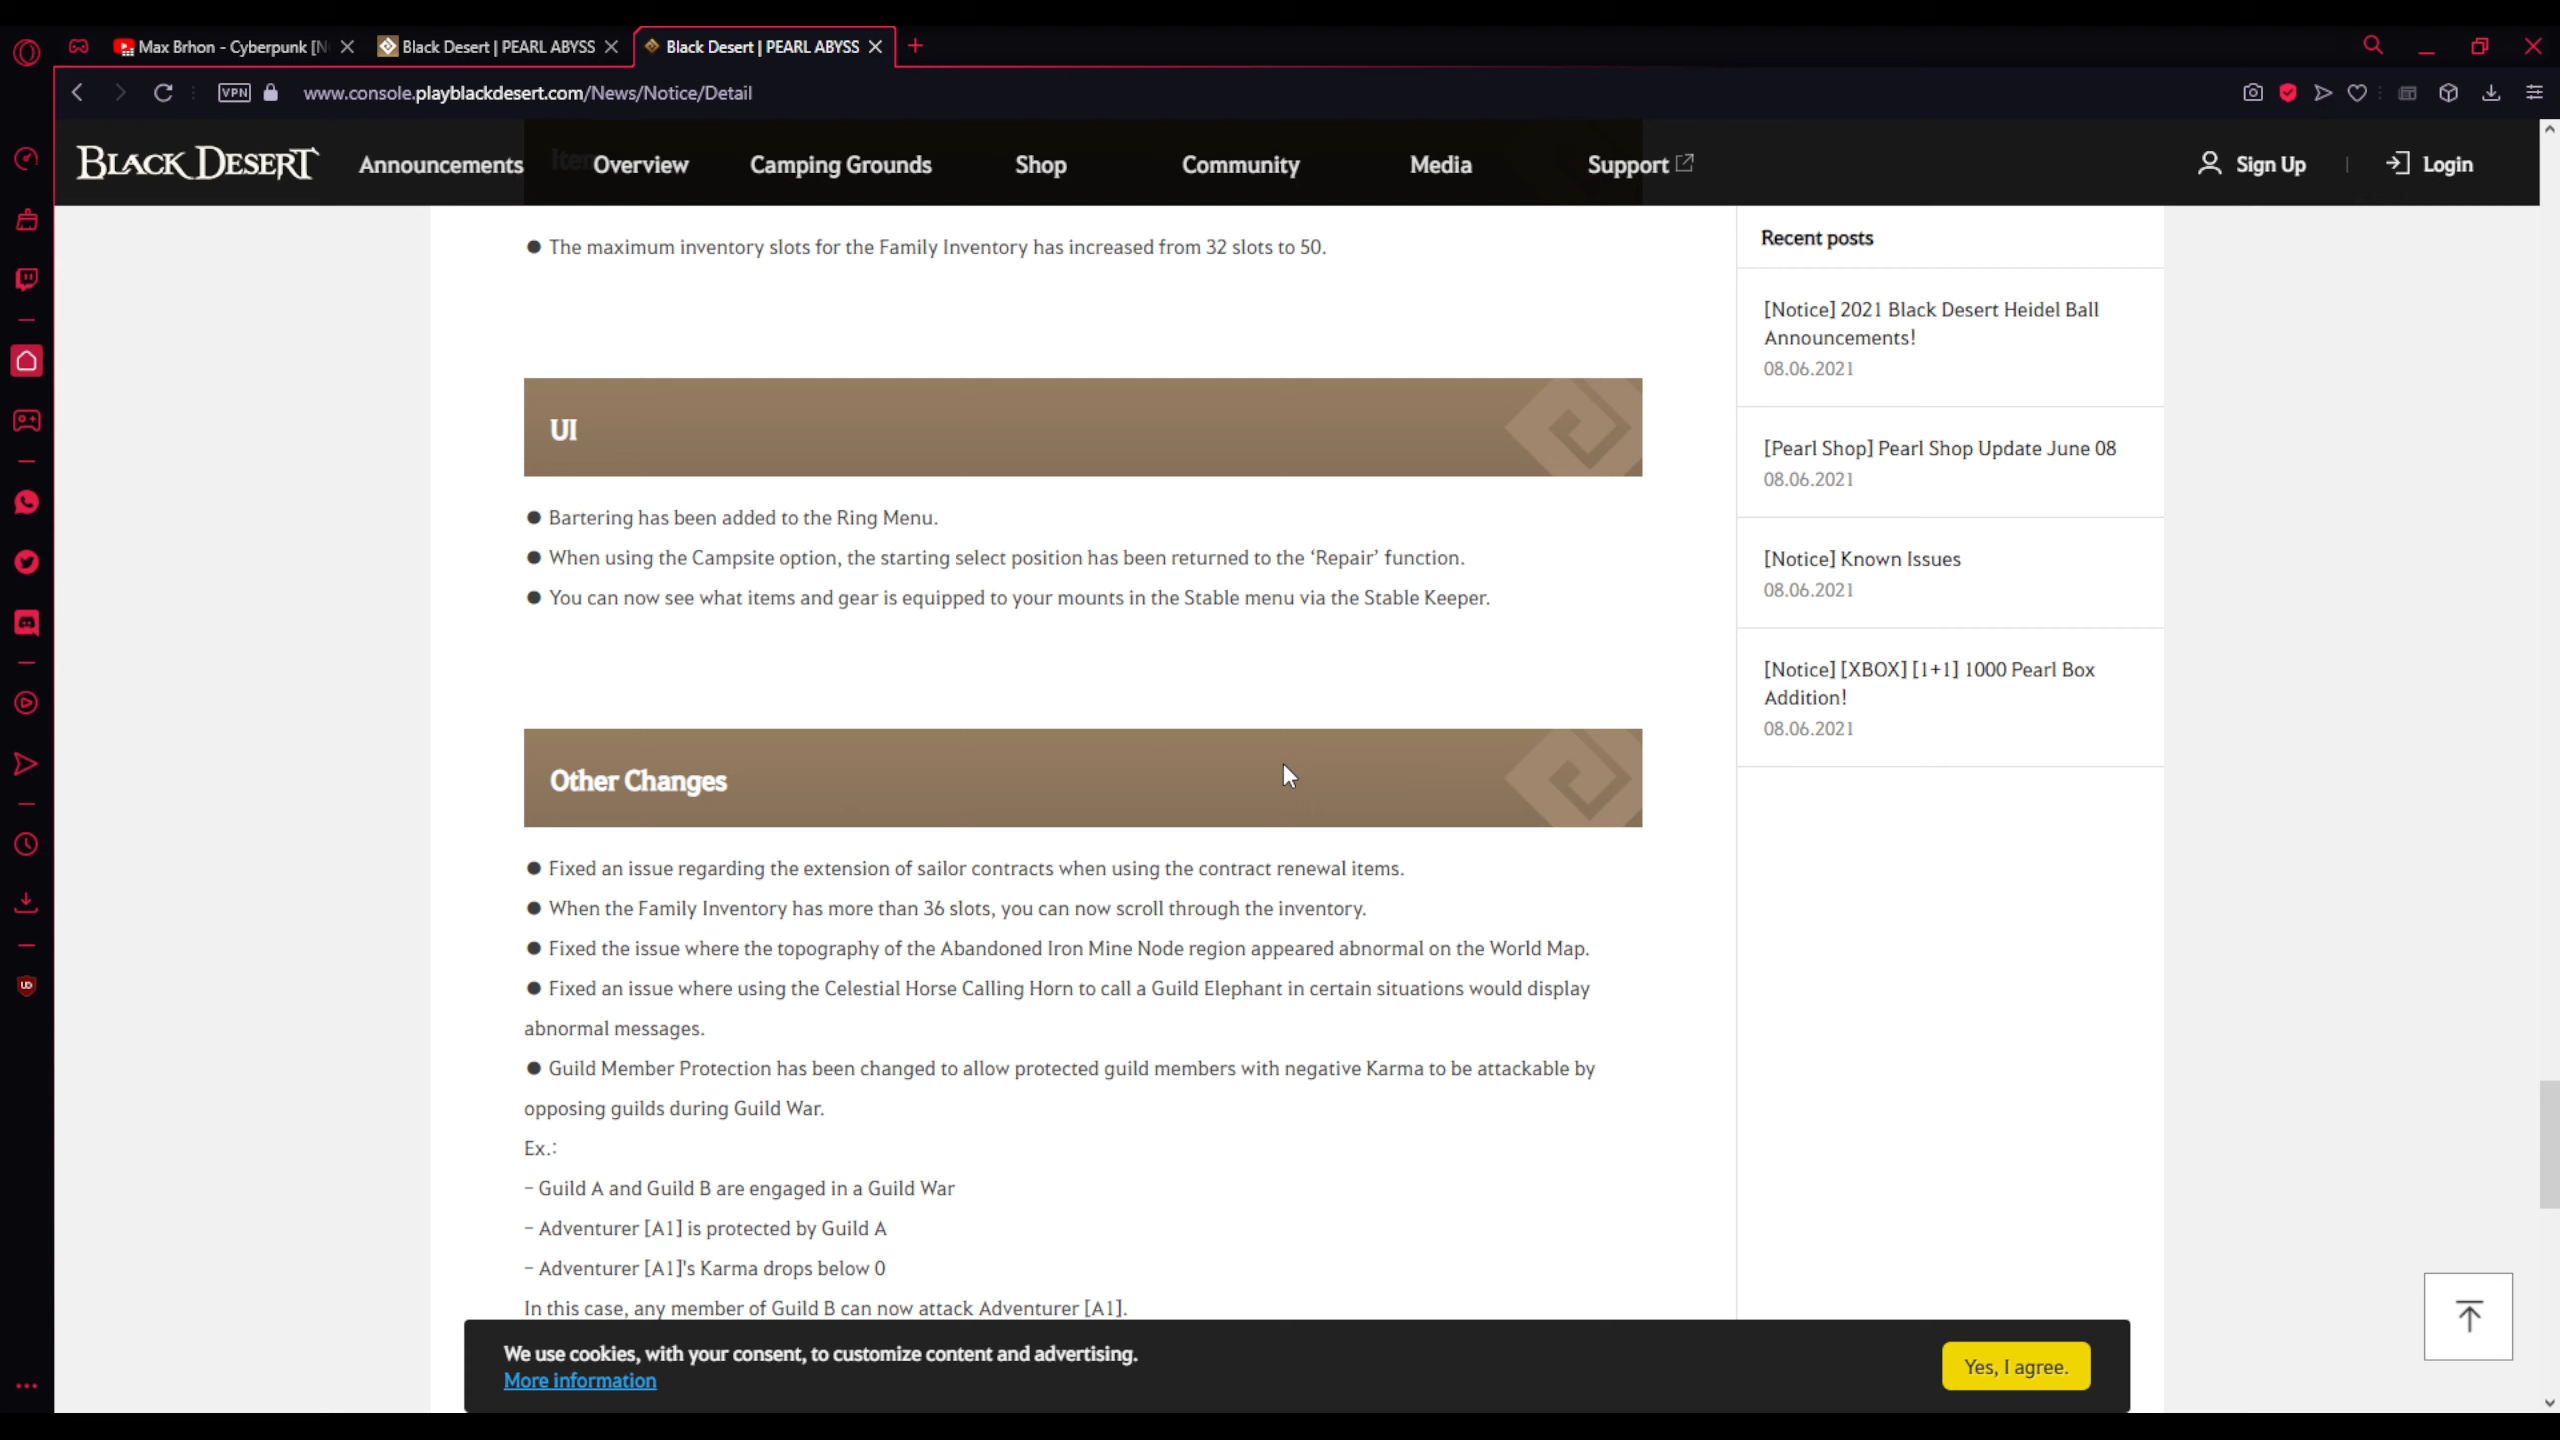 Max Brhon - Cyberpunk [N
Black Desert | PEARL ABYSS
Black Desert | PEARL ABYSS
VPN
www.console.playblackdesert.com/News/Notice/Detail
BLACK DESERT
Announcements
Overview
Camping Grounds
Shop
Community
Media
Support
Sign Up
Login
● The maximum inventory slots for the Family Inventory has increased from 32 slots to 50.
UI
● Bartering has been added to the Ring Menu.
● When using the Campsite option, the starting select position has been returned to the ‘Repair’ function.
● You can now see what items and gear is equipped to your mounts in the Stable menu via the Stable Keeper.
Other Changes
● Fixed an issue regarding the extension of sailor contracts when using the contract renewal items.
● When the Family Inventory has more than 36 slots, you can now scroll through the inventory.
● Fixed the issue where the topography of the Abandoned Iron Mine Node region appeared abnormal on the World Map.
● Fixed an issue where using the Celestial Horse Calling Horn to call a Guild Elephant in certain situations would display
abnormal messages.
● Guild Member Protection has been changed to allow protected guild members with negative Karma to be attackable by
opposing guilds during Guild War.
Ex.:
– Guild A and Guild B are engaged in a Guild War
– Adventurer [A1] is protected by Guild A
– Adventurer [A1]'s Karma drops below 0
In this case, any member of Guild B can now attack Adventurer [A1].
Recent posts
[Notice] 2021 Black Desert Heidel Ball
Announcements!
08.06.2021
[Pearl Shop] Pearl Shop Update June 08
08.06.2021
[Notice] Known Issues
08.06.2021
[Notice] [XBOX] [1+1] 1000 Pearl Box
Addition!
08.06.2021
We use cookies, with your consent, to customize content and advertising.
More information
Yes, I agree.